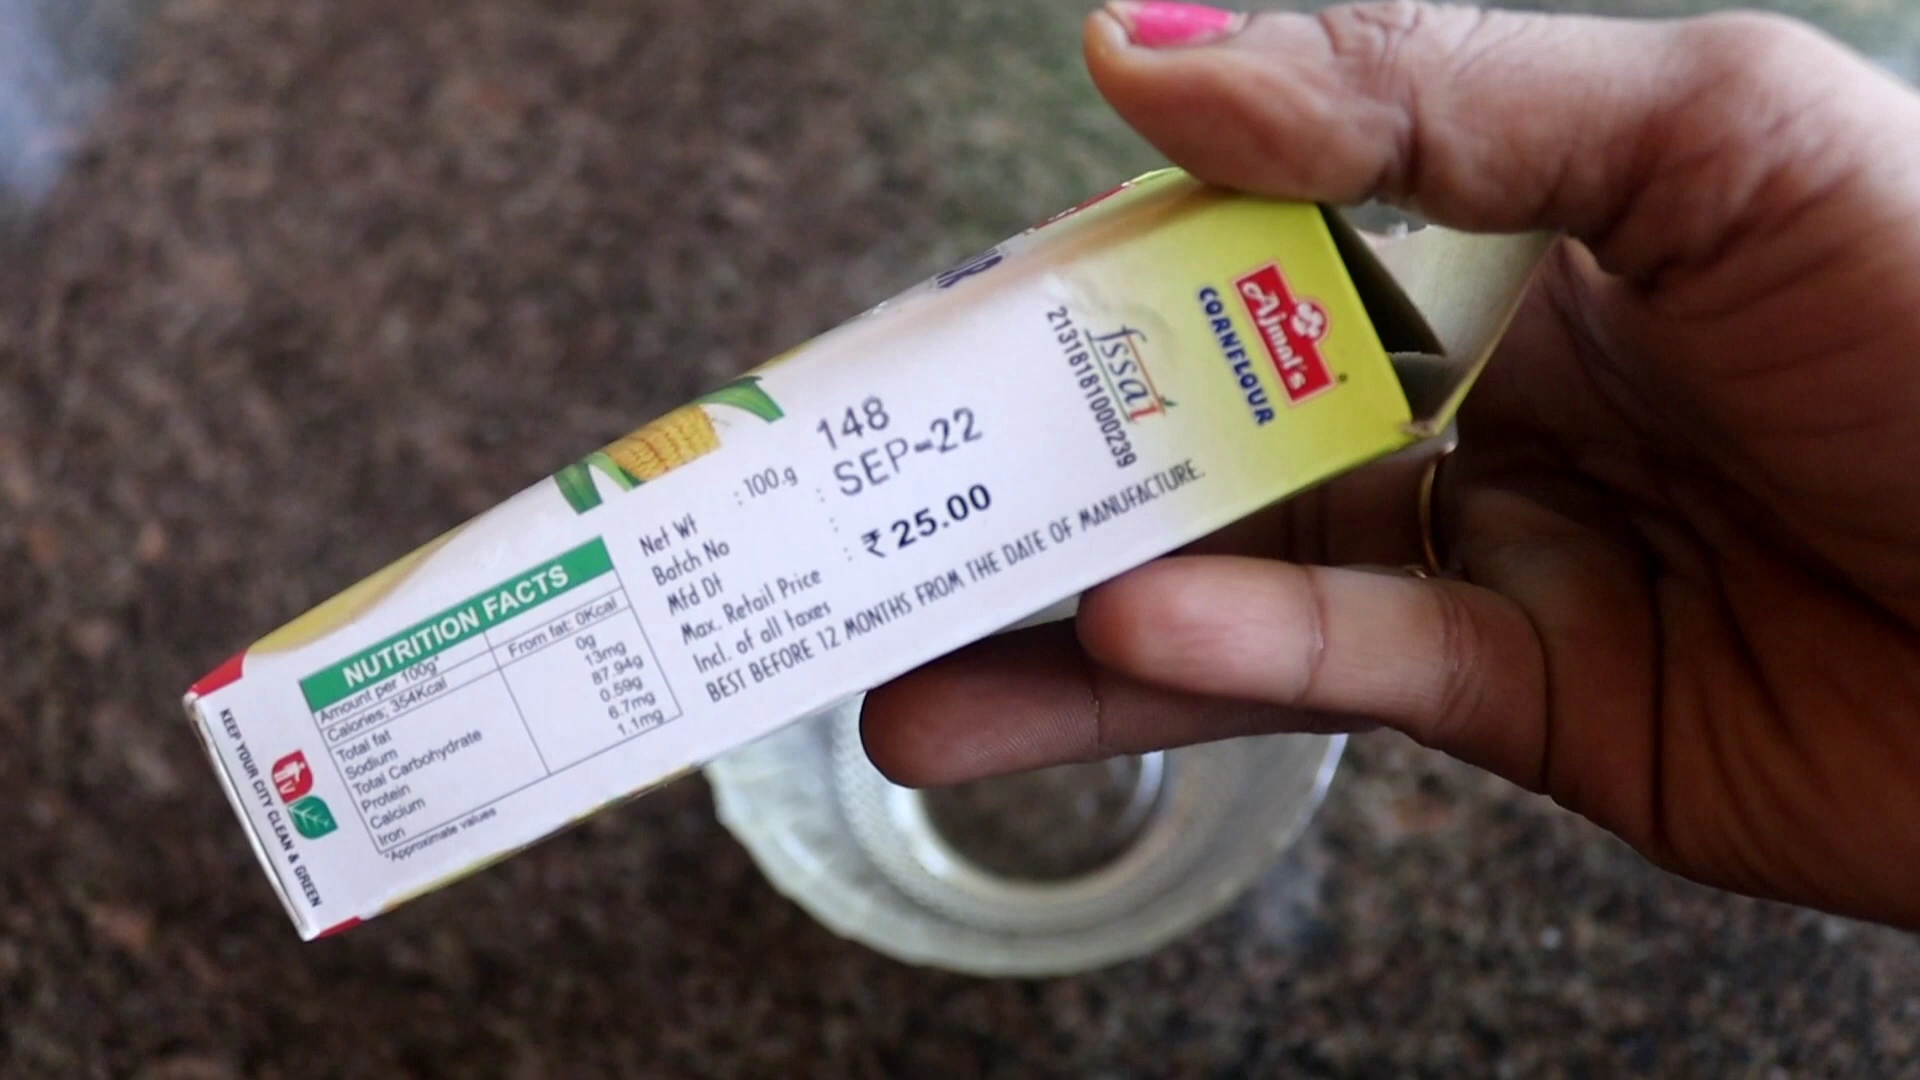 Ajmal's
CORNFLOUR
fssai
21318181000239
Net Wt : 100.g
Batch No : 148
Mfd Dt : SEP-22
Max. Retail Price : ₹ 25.00
Incl. of all taxes
BEST BEFORE 12 MONTHS FROM THE DATE OF MANUFACTURE.
NUTRITION FACTS
Amount per 100g*
Calories; 354Kcal From fat: 0Kcal
Total fat 0g
Sodium 13mg
Total Carbohydrate 87.94g
Protein 0.59g
Calcium 6.7mg
Iron 1.1mg
*Approximate values
KEEP YOUR CITY CLEAN & GREEN